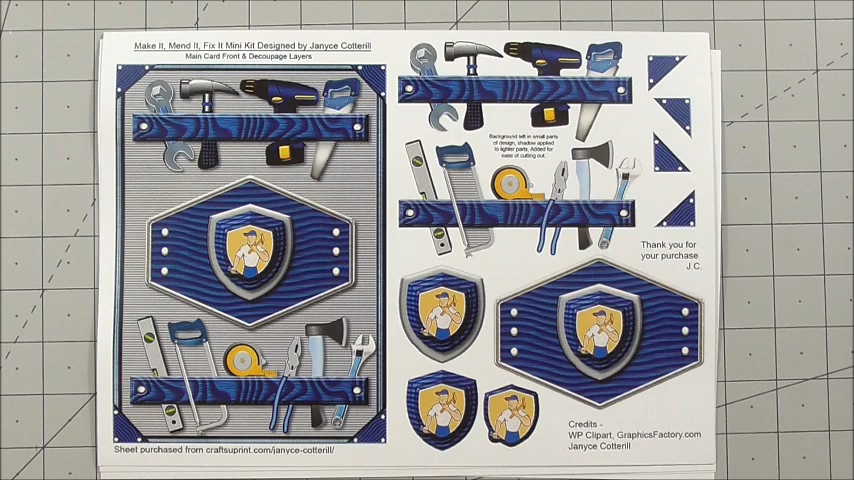 Make It, Mend It, Fix It Mini Kit Designed by Janyce Cotterill
Main Card Front & Decoupage Layers
Background left in small parts
of design, shadow applied
to lighter parts. Added for
ease of cutting out.
Thank you for
your purchase
J.C.
Credits -
WP Clipart, GraphicsFactory.com
Janyce Cotterill
Sheet purchased from craftsuprint.com/janyce-cotterill/